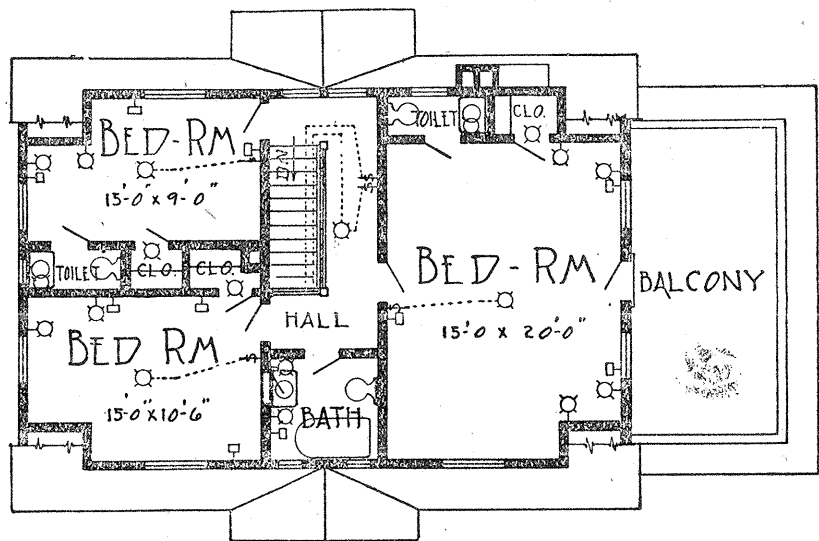 BED-RM
15'-0" x 9'-0"
DN
TOILET
CLO.
TOILET
CLO.
CLO.
BED RM
15'-0" x 10'-6"
HALL
BATH
BED-RM
15'-0 x 20'-0"
BALCONY